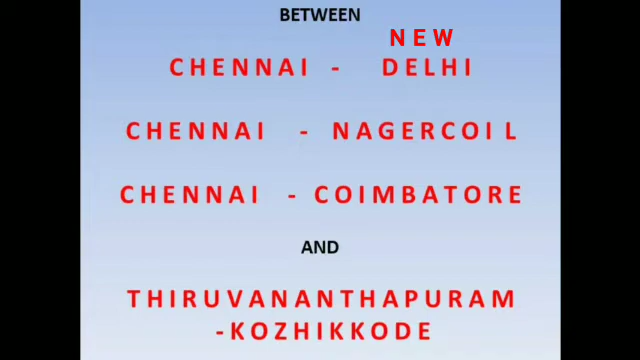 BETWEEN
NEW
CHENNAI - DELHI
CHENNAI - NAGERCOIL
CHENNAI - COIMBATORE
AND
THIRUVANANTHAPURAM
-KOZHIKKODE